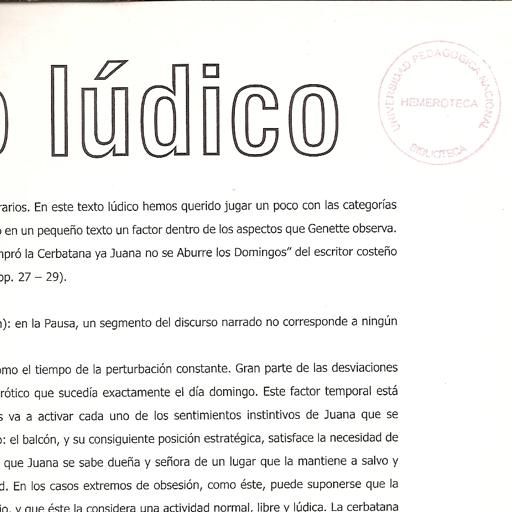 lúdico
UNIVERSIDAD PEDAGOGICA NACIONAL
HEMEROTECA
BIBLIOTECA
rarios. En este texto lúdico hemos querido jugar un poco con las categorías
en un pequeño texto un factor dentro de los aspectos que Genette observa.
mpró la Cerbatana ya Juana no se Aburre los Domingos” del escritor costeño
pp. 27 – 29).
): en la Pausa, un segmento del discurso narrado no corresponde a ningún
omo el tiempo de la perturbación constante. Gran parte de las desviaciones
rótico que sucedía exactamente el día domingo. Este factor temporal está
s va a activar cada uno de los sentimientos instintivos de Juana que se
o: el balcón, y su consiguiente posición estratégica, satisface la necesidad de
que Juana se sabe dueña y señora de un lugar que la mantiene a salvo y
d. En los casos extremos de obsesión, como éste, puede suponerse que la
io, y que éste la considera una actividad normal, libre y lúdica. La cerbatana